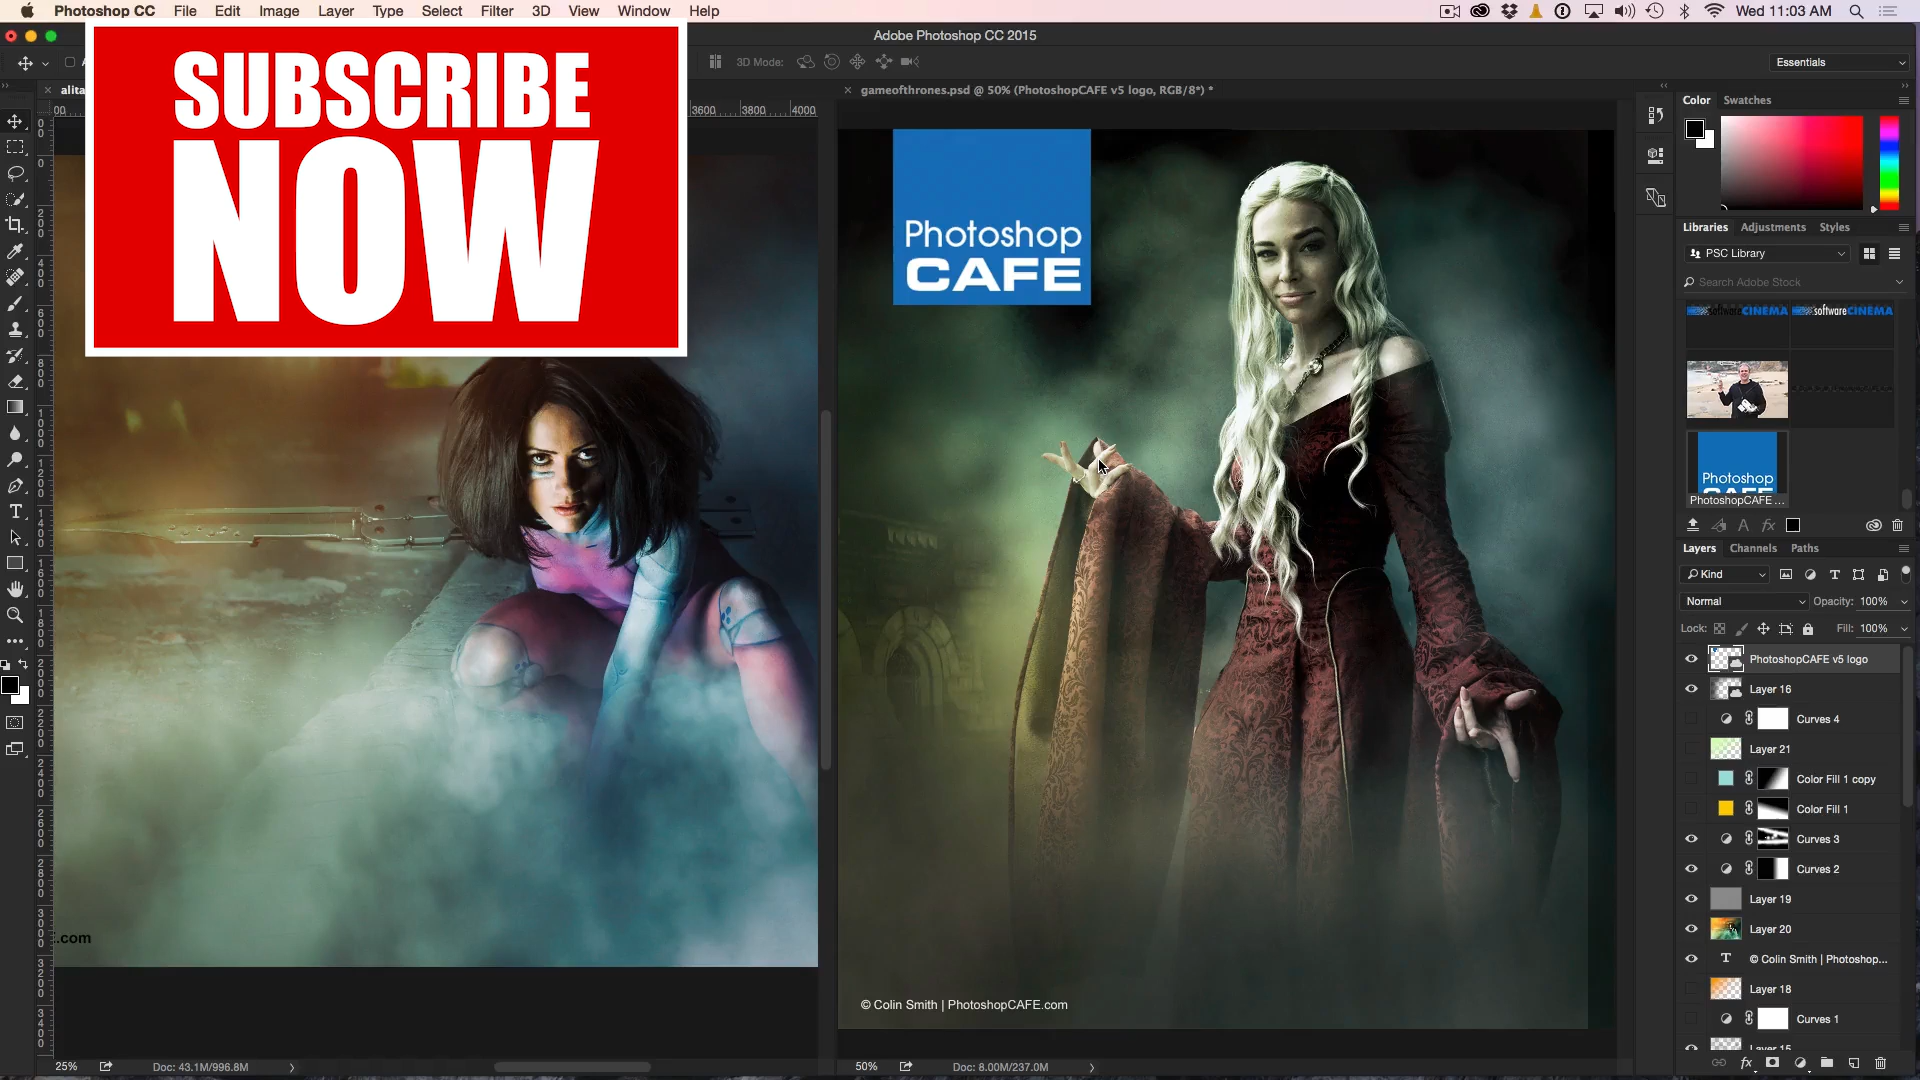 Photoshop CC File Edit Image Layer Type Select Filter 3D View Window Help
Wed 11:03 AM
Adobe Photoshop CC 2015
3D Mode:
Essentials
SUBSCRIBE
NOW
alita
gameofthrones.psd @ 50% (PhotoshopCAFE v5 logo, RGB/8*) *
3600 3800 4000
Photoshop
CAFE
.com
© Colin Smith | PhotoshopCAFE.com
25% Doc: 43.1M/996.8M
50% Doc: 8.00M/237.0M
Color Swatches
Libraries Adjustments Styles
PSC Library
Search Adobe Stock
software CINEMA software CINEMA
Photoshop
PhotoshopCAFE ...
Layers Channels Paths
Kind
Normal Opacity: 100%
Lock: Fill: 100%
PhotoshopCAFE v5 logo
Layer 16
Curves 4
Layer 21
Color Fill 1 copy
Color Fill 1
Curves 3
Curves 2
Layer 19
Layer 20
© Colin Smith | Photoshop...
Layer 18
Curves 1